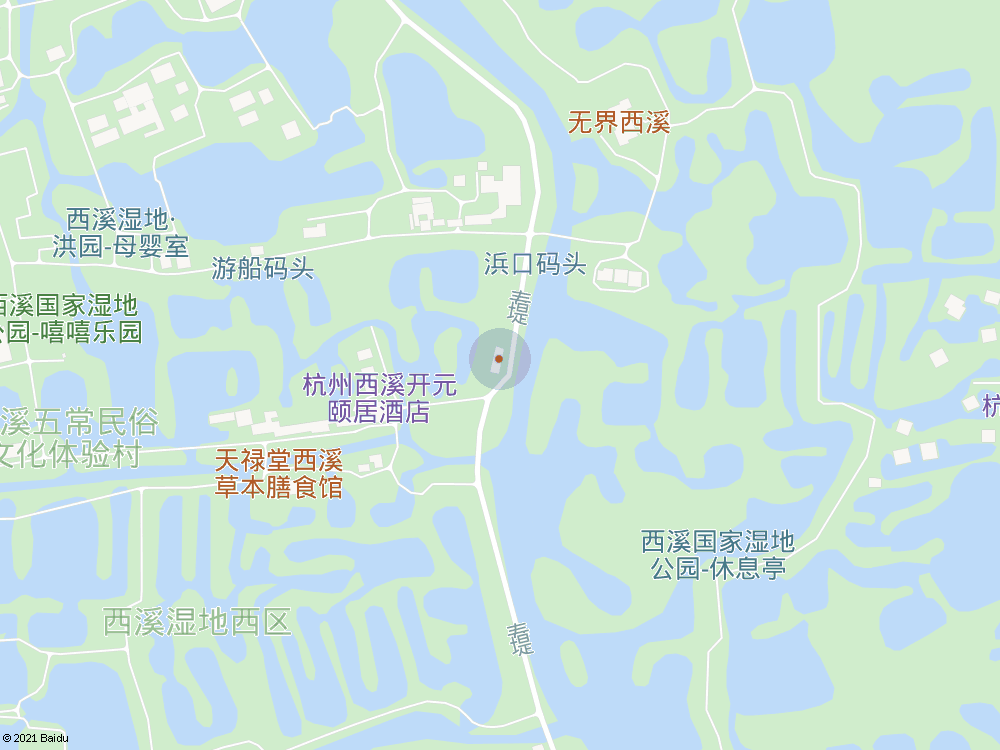 无界西溪
西溪湿地·
洪园-母婴室
游船码头
浜口码头
西溪国家湿地
公园-嘻嘻乐园
寿堤
杭州西溪开元
颐居酒店
杭
溪五常民俗
文化体验村
天禄堂西溪
草本膳食馆
西溪国家湿地
公园-休息亭
西溪湿地西区
寿堤
© 2021 Baidu